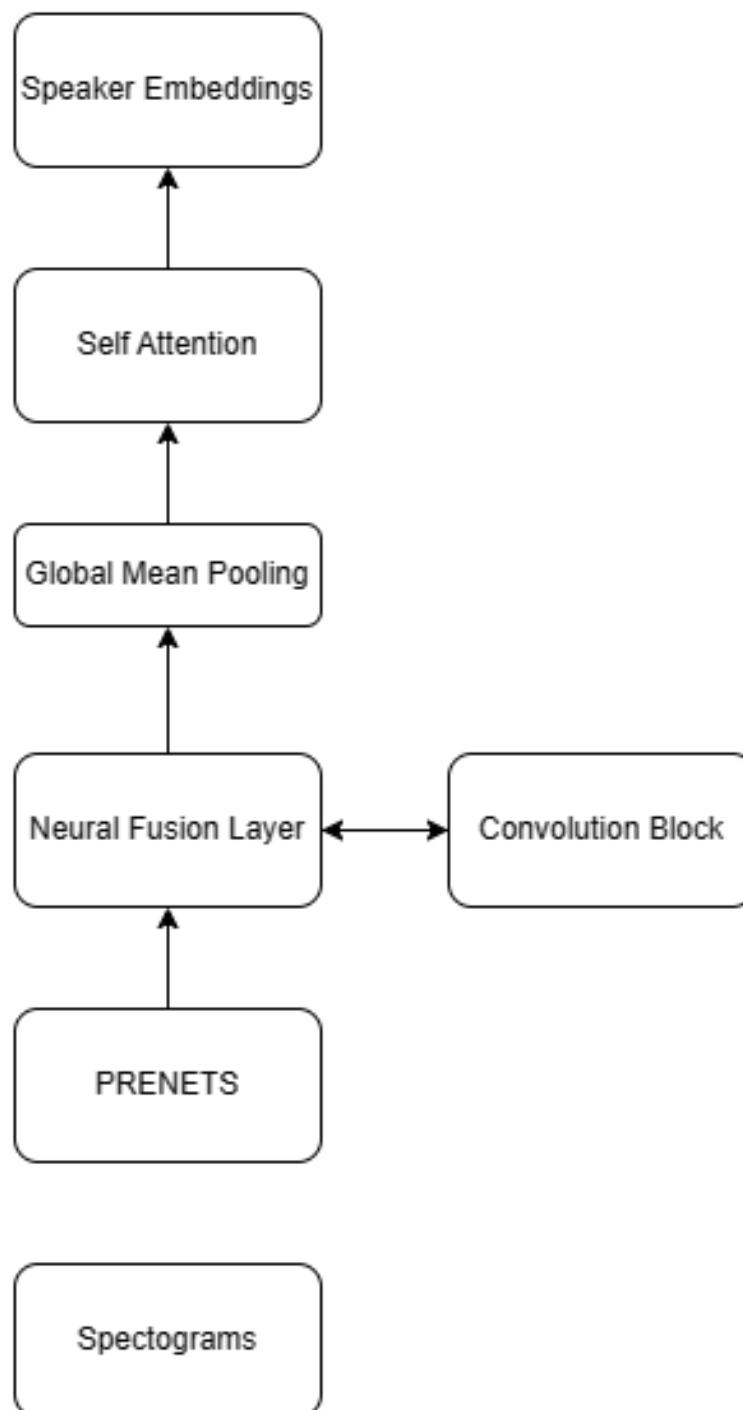 Speaker Embeddings
Self Attention
Global Mean Pooling
Neural Fusion Layer
Convolution Block
PRENETS
Spectograms